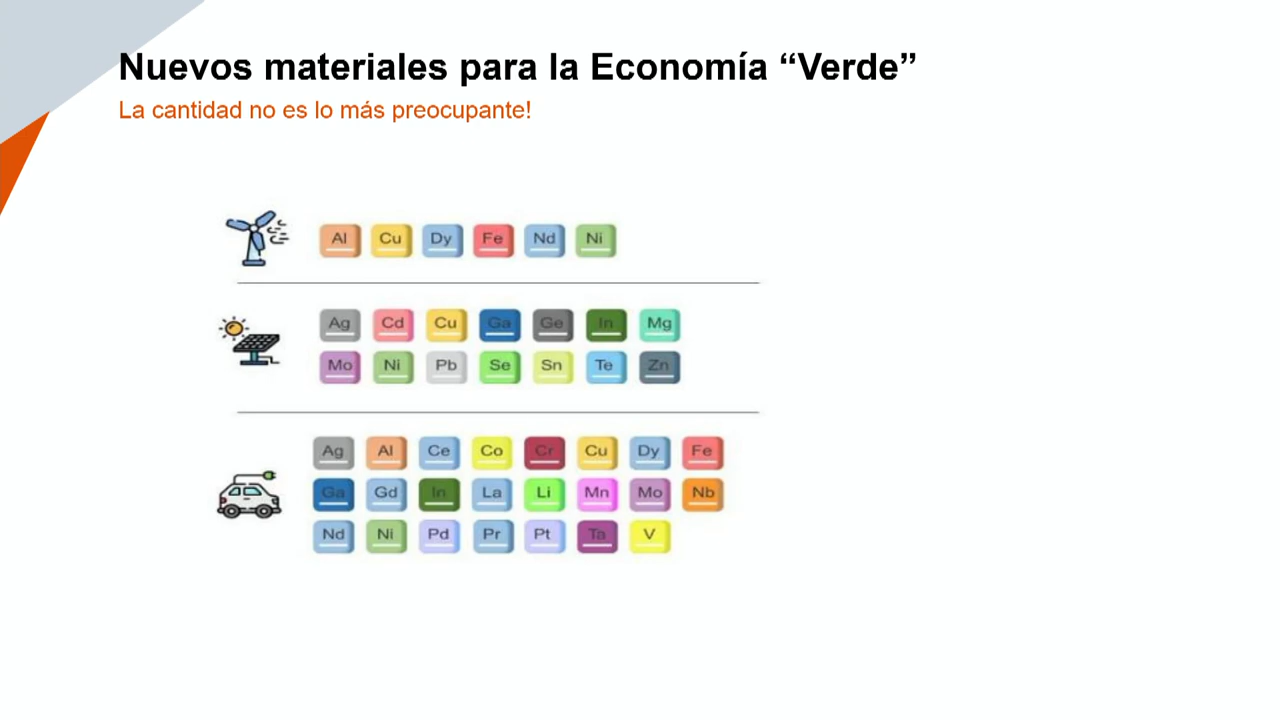 Nuevos materiales para la Economía “Verde”
La cantidad no es lo más preocupante!
Al Cu Dy Fe Nd Ni
Ag Cd Cu Ga Ge In Mg
Mo Ni Pb Se Sn Te Zn
Ag Al Ce Co Cr Cu Dy Fe
Ga Gd In La Li Mn Mo Nb
Nd Ni Pd Pr Pt Ta V